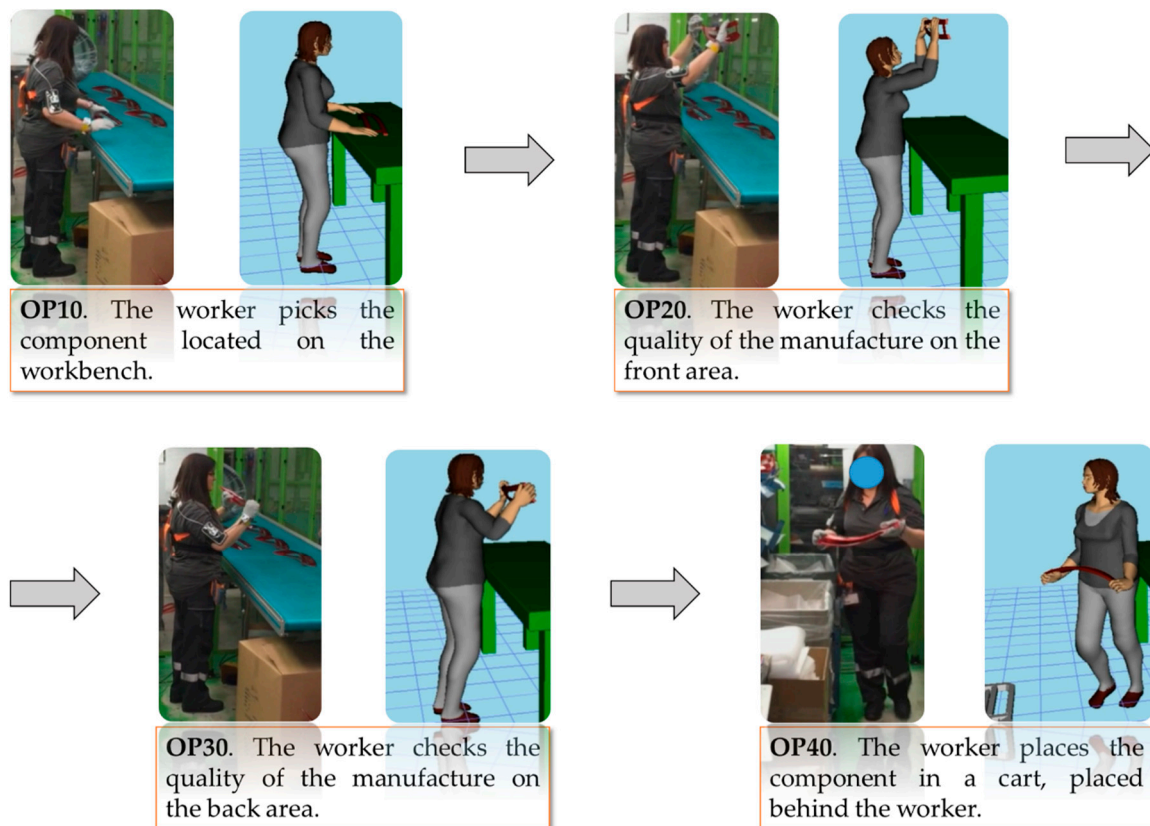 OP10. The worker picks the
component located on the
workbench.
OP20. The worker checks the
quality of the manufacture on the
front area.
OP30. The worker checks the
quality of the manufacture on
the back area.
OP40. The worker places the
component in a cart, placed
behind the worker.